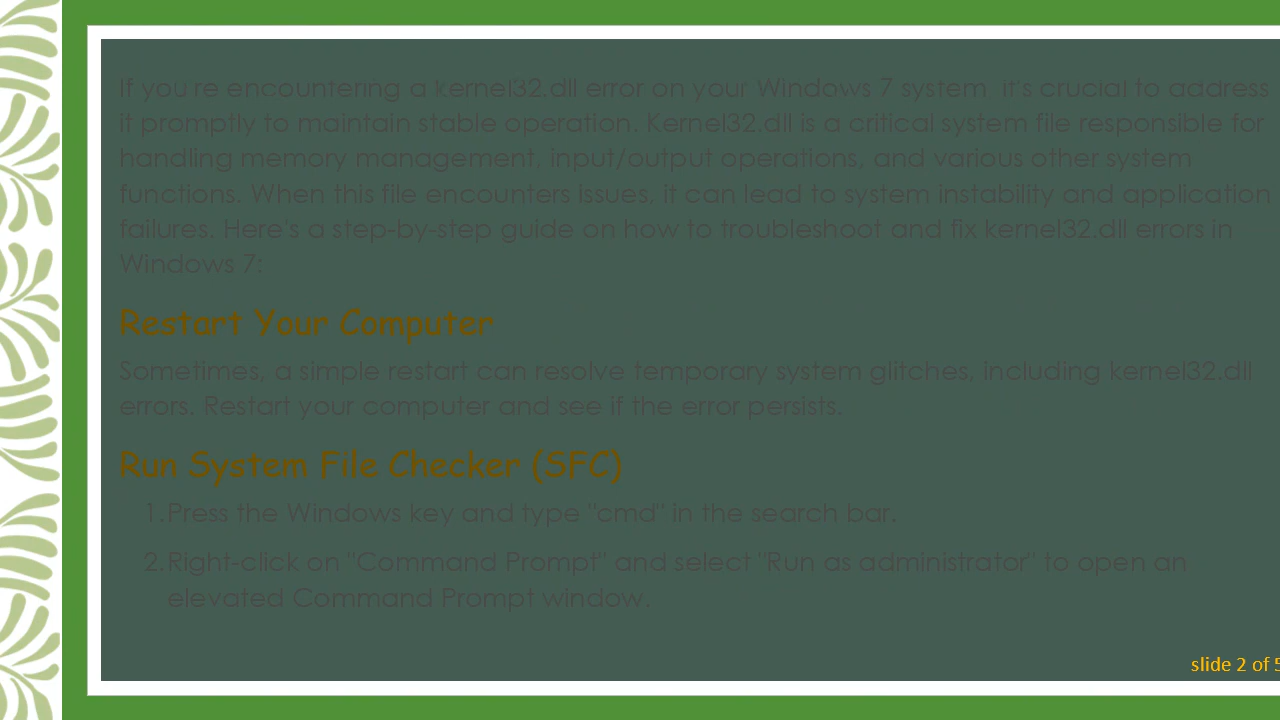 If you're encountering a kernel32.dll error on your Windows 7 system, it's crucial to address
it promptly to maintain stable operation. Kernel32.dll is a critical system file responsible for
handling memory management, input/output operations, and various other system
functions. When this file encounters issues, it can lead to system instability and application
failures. Here's a step-by-step guide on how to troubleshoot and fix kernel32.dll errors in
Windows 7:
Restart Your Computer
Sometimes, a simple restart can resolve temporary system glitches, including kernel32.dll
errors. Restart your computer and see if the error persists.
Run System File Checker (SFC)
1. Press the Windows key and type "cmd" in the search bar.
2. Right-click on "Command Prompt" and select "Run as administrator" to open an
elevated Command Prompt window.
slide 2 of 5